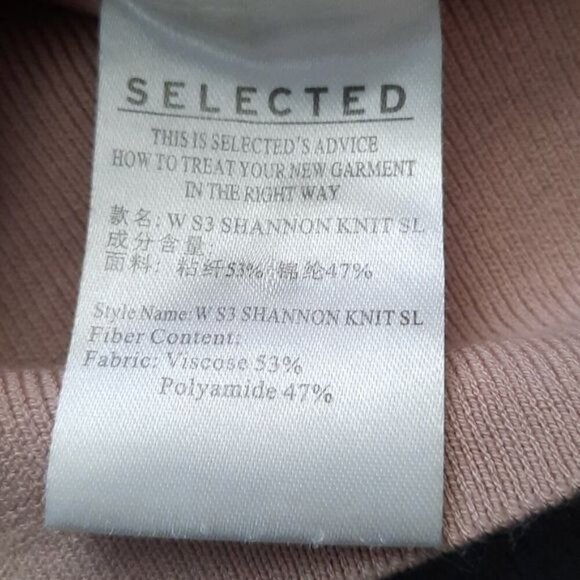 SELECTED
THIS IS SELECTED'S ADVICE
HOW TO TREAT YOUR NEW GARMENT
IN THE RIGHT WAY
款名: W S3 SHANNON KNIT SL
成分含量:
面料: 粘纤53% 锦纶47%
Style Name: W S3 SHANNON KNIT SL
Fiber Content:
Fabric: Viscose 53%
Polyamide 47%